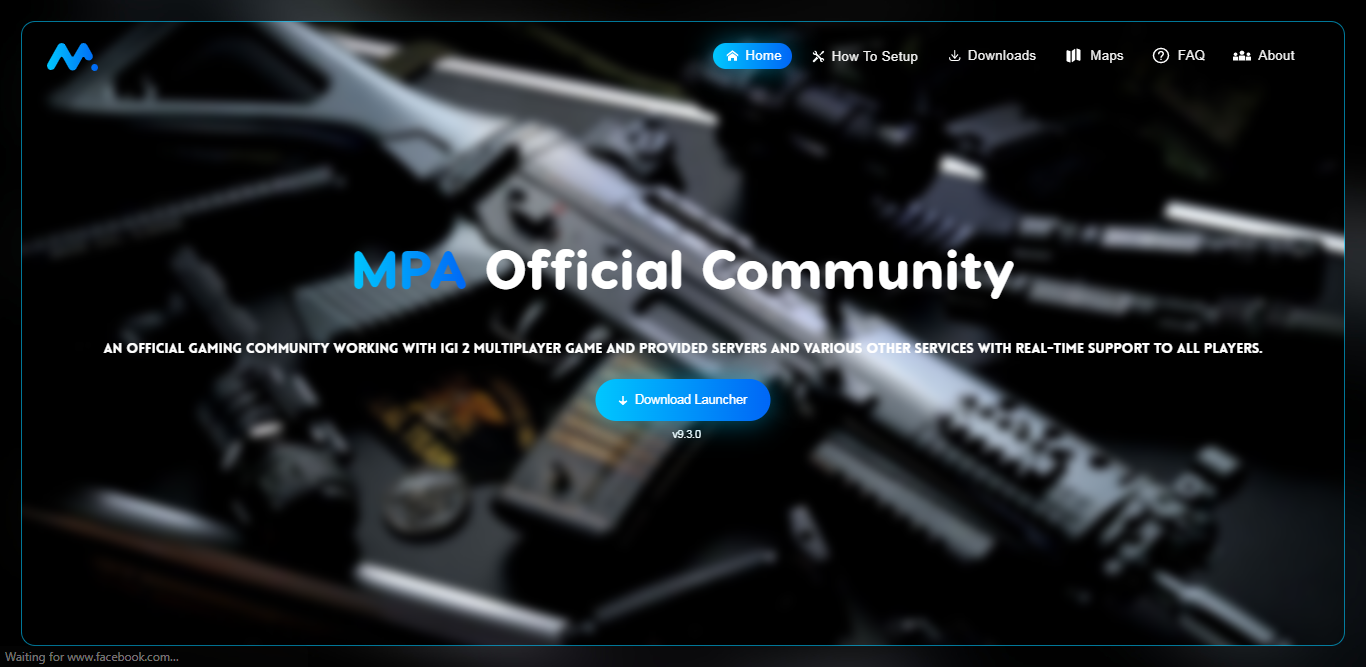 M.
Home How To Setup Downloads Maps FAQ About
MPA Official Community
AN OFFICIAL GAMING COMMUNITY WORKING WITH IGI 2 MULTIPLAYER GAME AND PROVIDED SERVERS AND VARIOUS OTHER SERVICES WITH REAL-TIME SUPPORT TO ALL PLAYERS.
Download Launcher
v9.3.0
Waiting for www.facebook.com...